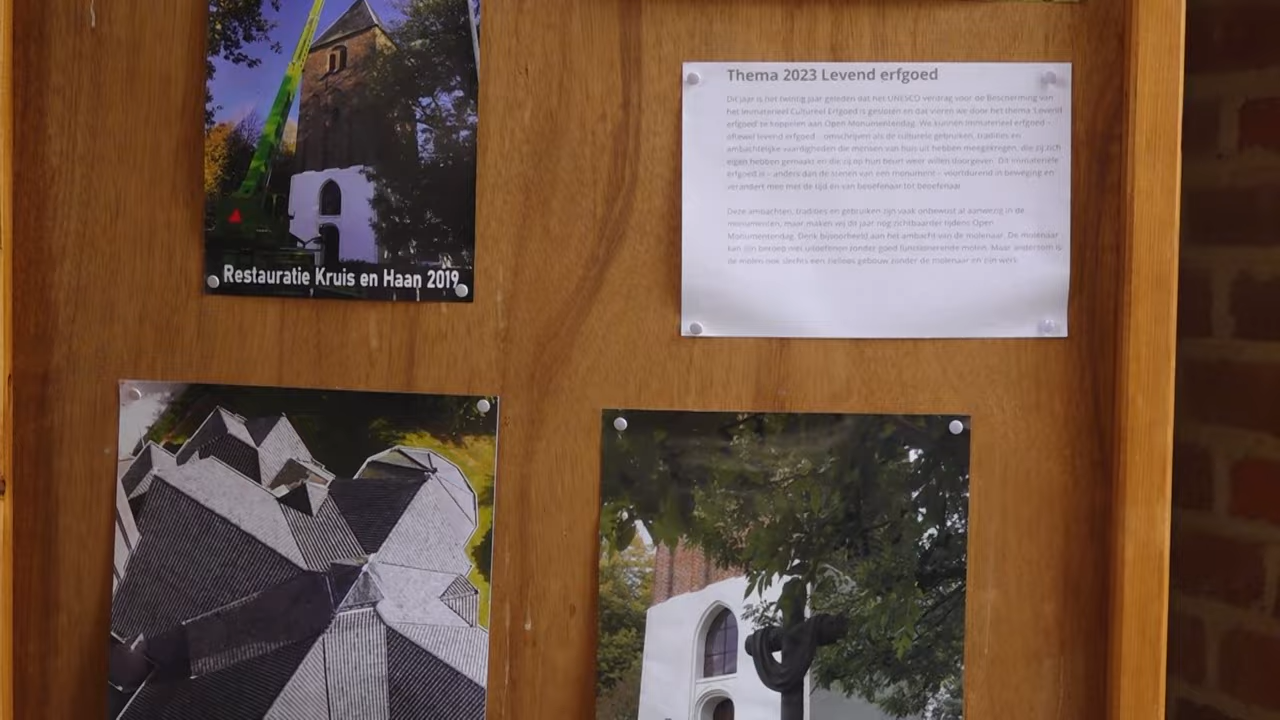 Restauratie Kruis en Haan 2019
Thema 2023 Levend erfgoed
Dit jaar is het twintig jaar geleden dat het UNESCO verdrag voor de Bescherming van
het Immaterieel Cultureel Erfgoed is gesloten en dat vieren we door het thema 'Levend
erfgoed' te koppelen aan Open Monumentendag. We kunnen immaterieel erfgoed –
oftewel levend erfgoed – omschrijven als de culturele gebruiken, tradities en
ambachtelijke vaardigheden die mensen van huis uit hebben meegekregen, die zij zich
eigen hebben gemaakt en die zij op hun beurt weer willen doorgeven. Dit immateriële
erfgoed is – anders dan de stenen van een monument – voortdurend in beweging en
verandert mee met de tijd en van beoefenaar tot beoefenaar.
Deze ambachten, tradities en gebruiken zijn vaak onbewust al aanwezig in de
monumenten, maar maken wij dit jaar nog zichtbaarder tijdens Open
Monumentendag. Denk bijvoorbeeld aan het ambacht van de molenaar. De molenaar
kan zijn beroep niet uitoefenen zonder goed functionerende molen. Maar andersom is
de molen ook slechts een zielloos gebouw zonder de molenaar en zijn werk.